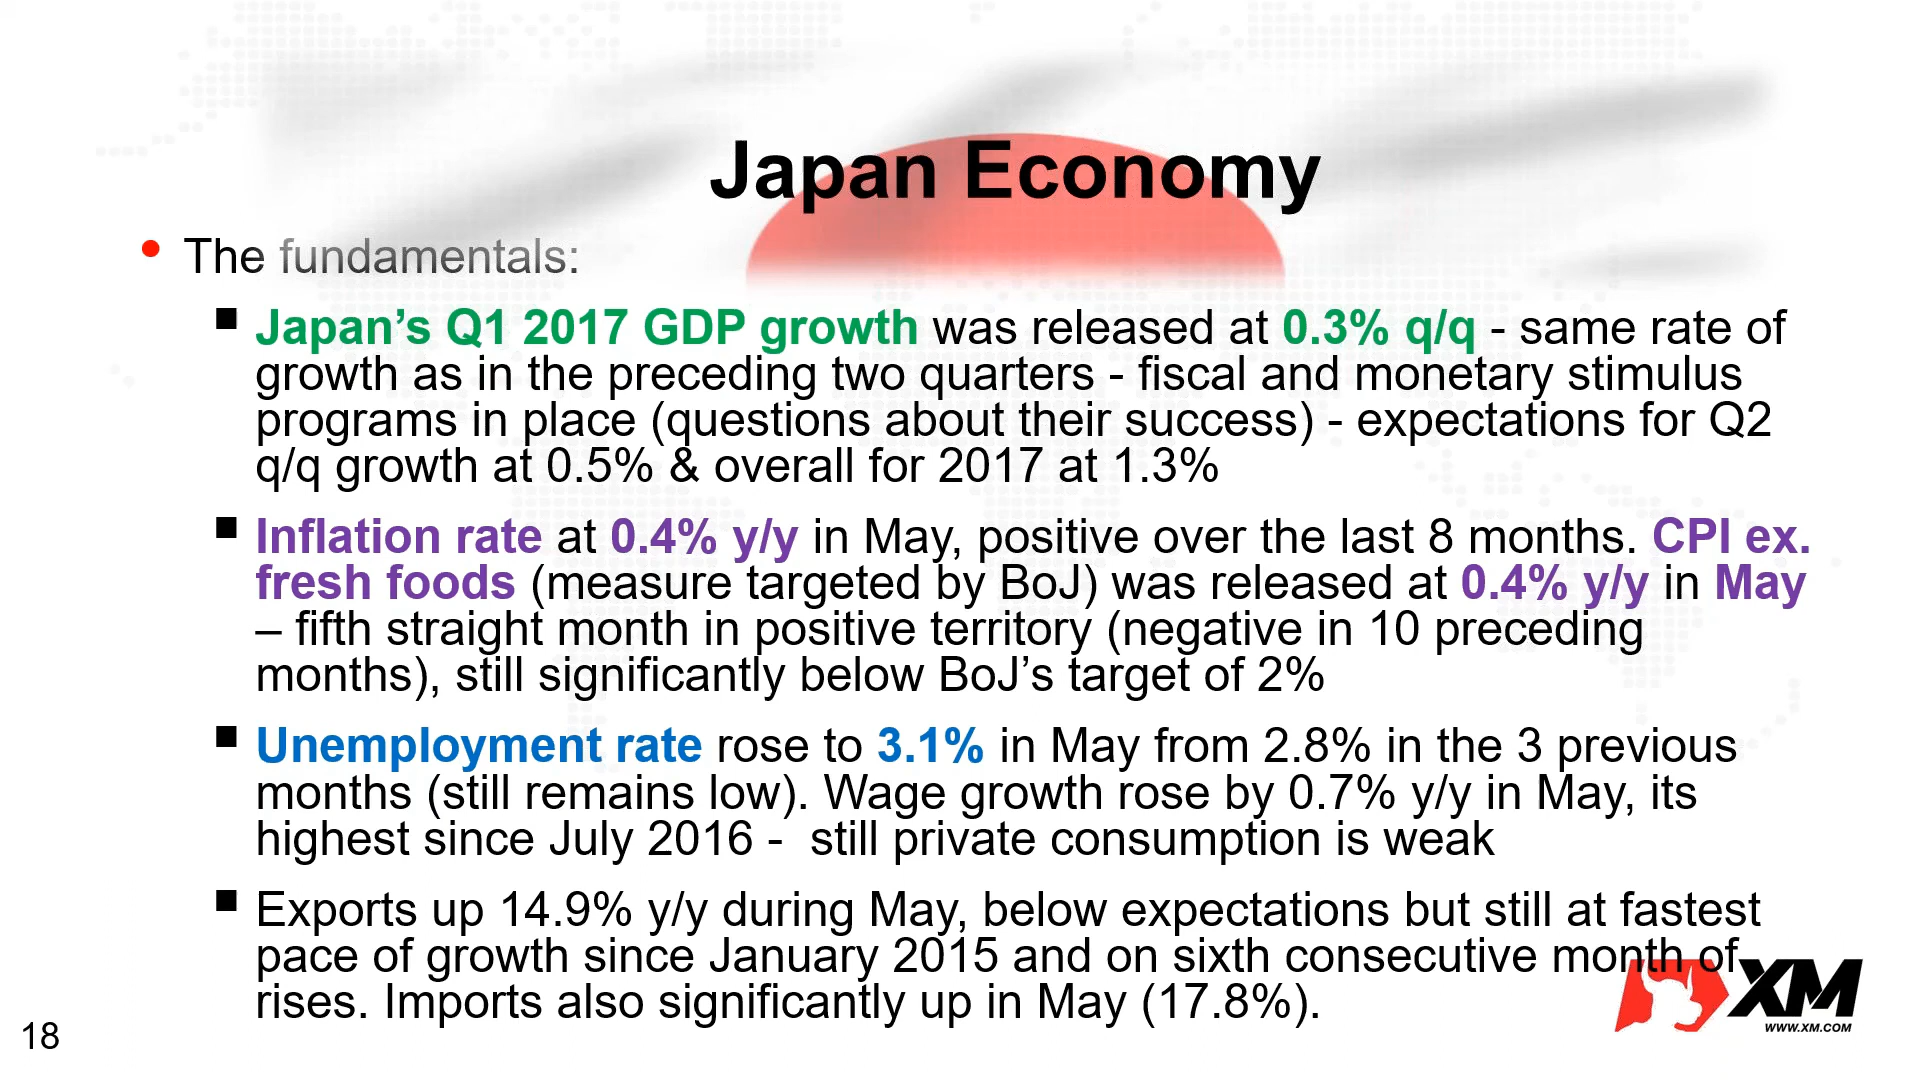 Japan Economy
• The fundamentals:
▪ Japan’s Q1 2017 GDP growth was released at 0.3% q/q - same rate of
growth as in the preceding two quarters - fiscal and monetary stimulus
programs in place (questions about their success) - expectations for Q2
q/q growth at 0.5% & overall for 2017 at 1.3%
▪ Inflation rate at 0.4% y/y in May, positive over the last 8 months. CPI ex.
fresh foods (measure targeted by BoJ) was released at 0.4% y/y in May
– fifth straight month in positive territory (negative in 10 preceding
months), still significantly below BoJ’s target of 2%
▪ Unemployment rate rose to 3.1% in May from 2.8% in the 3 previous
months (still remains low). Wage growth rose by 0.7% y/y in May, its
highest since July 2016 -  still private consumption is weak
▪ Exports up 14.9% y/y during May, below expectations but still at fastest
pace of growth since January 2015 and on sixth consecutive month of
rises. Imports also significantly up in May (17.8%).
XM
WWW.XM.COM
18